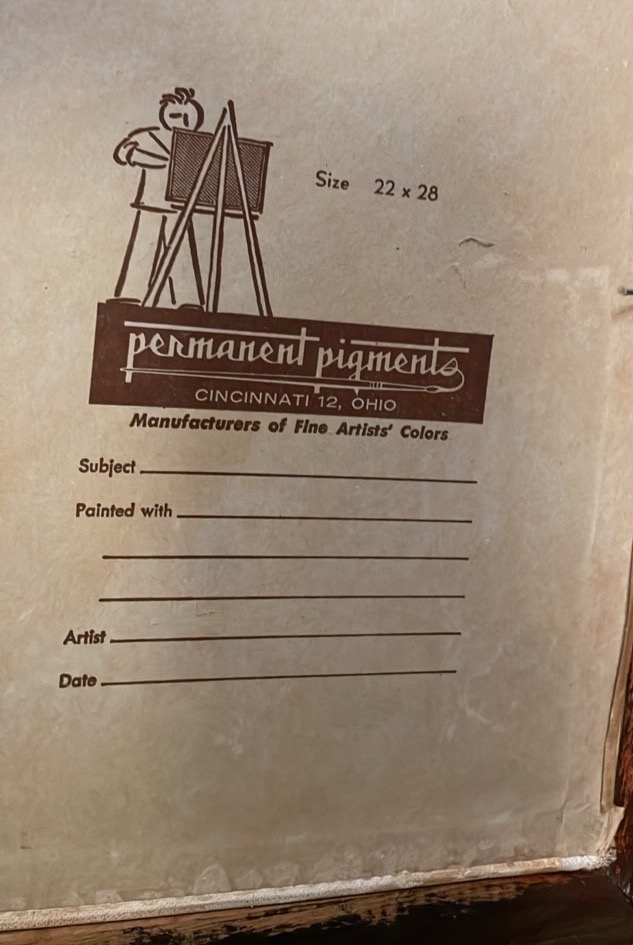 Size 22 x 28
permanent pigments
CINCINNATI 12, OHIO
Manufacturers of Fine Artists' Colors
Subject
Painted with
Artist
Date